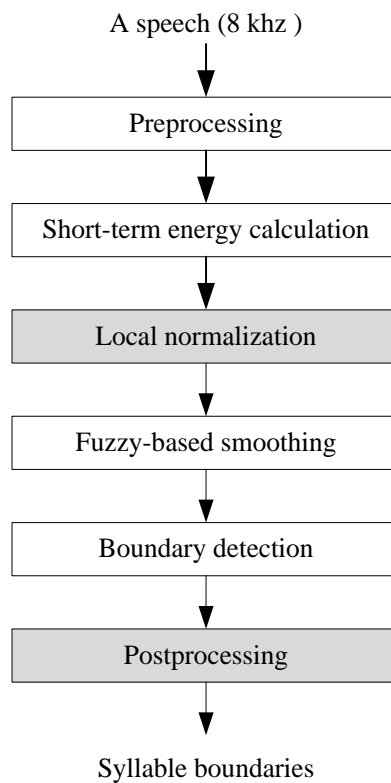 A speech (8 khz )
Preprocessing
Short-term energy calculation
Local normalization
Fuzzy-based smoothing
Boundary detection
Postprocessing
Syllable boundaries